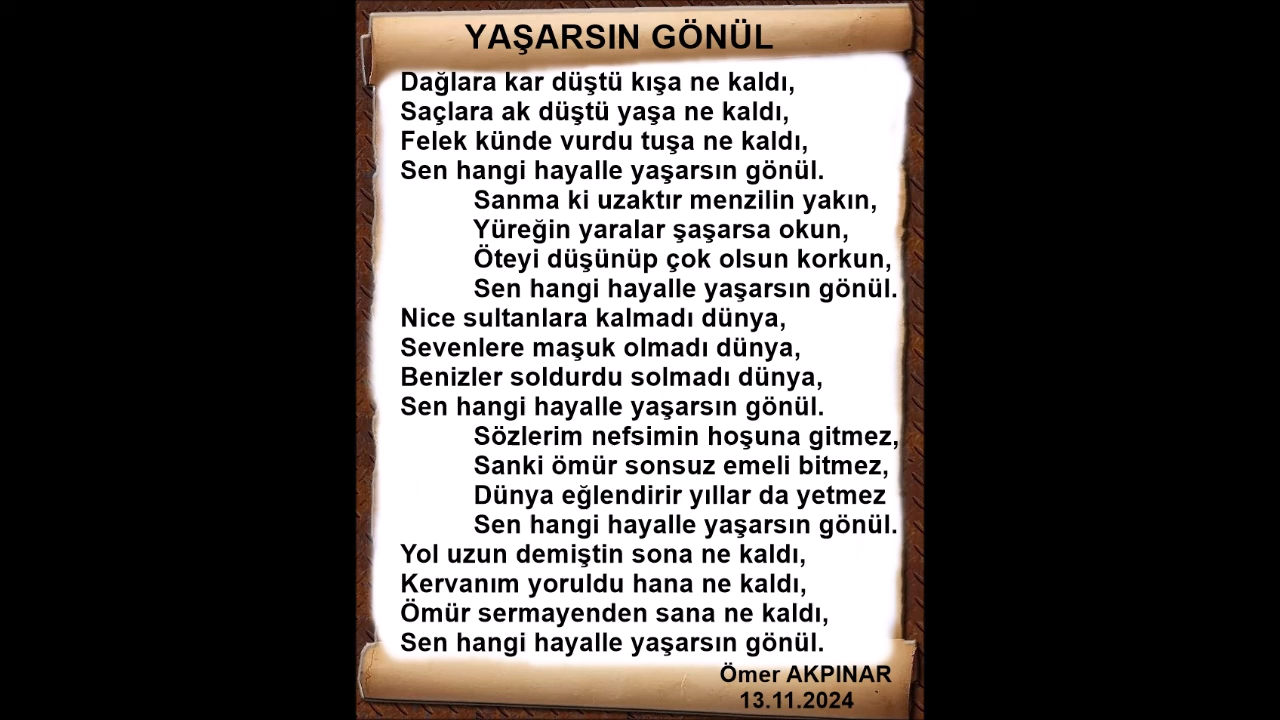 YAŞARSIN GÖNÜL
Dağlara kar düştü kışa ne kaldı,
Saçlara ak düştü yaşa ne kaldı,
Felek künde vurdu tuşa ne kaldı,
Sen hangi hayalle yaşarsın gönül.
Sanma ki uzaktır menzilin yakın,
Yüreğin yaralar şaşarsa okun,
Öteyi düşünüp çok olsun korkun,
Sen hangi hayalle yaşarsın gönül.
Nice sultanlara kalmadı dünya,
Sevenlere maşuk olmadı dünya,
Benizler soldurdu solmadı dünya,
Sen hangi hayalle yaşarsın gönül.
Sözlerim nefsimin hoşuna gitmez,
Sanki ömür sonsuz emeli bitmez,
Dünya eğlendirir yıllar da yetmez
Sen hangi hayalle yaşarsın gönül.
Yol uzun demiştin sona ne kaldı,
Kervanım yoruldu hana ne kaldı,
Ömür sermayenden sana ne kaldı,
Sen hangi hayalle yaşarsın gönül.
Ömer AKPINAR
13.11.2024